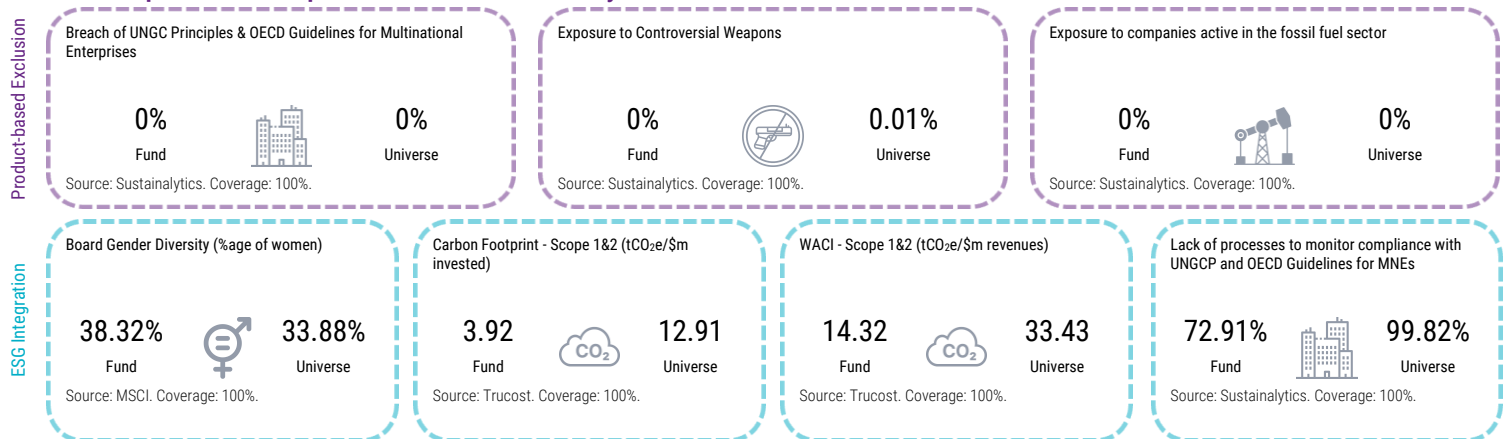 Product-based Exclusion
Breach of UNGC Principles & OECD Guidelines for Multinational
Enterprises
0%
0%
Fund
Universe
Source: Sustainalytics. Coverage: 100%.
Exposure to Controversial Weapons
0%
0.01%
Fund
Universe
Source: Sustainalytics. Coverage: 100%.
Exposure to companies active in the fossil fuel sector
0%
0%
Fund
Universe
Source: Sustainalytics. Coverage: 100%.
ESG Integration
Board Gender Diversity (%age of women)
38.32%
33.88%
Fund
Universe
Source: MSCI. Coverage: 100%.
Carbon Footprint - Scope 1&2 (tCO₂e/$m
invested)
3.92
CO₂
12.91
Fund
Universe
Source: Trucost. Coverage: 100%.
WACI - Scope 1&2 (tCO₂e/$m revenues)
14.32
CO₂
33.43
Fund
Universe
Source: Trucost. Coverage: 100%.
Lack of processes to monitor compliance with
UNGCP and OECD Guidelines for MNEs
72.91%
99.82%
Fund
Universe
Source: Sustainalytics. Coverage: 100%.